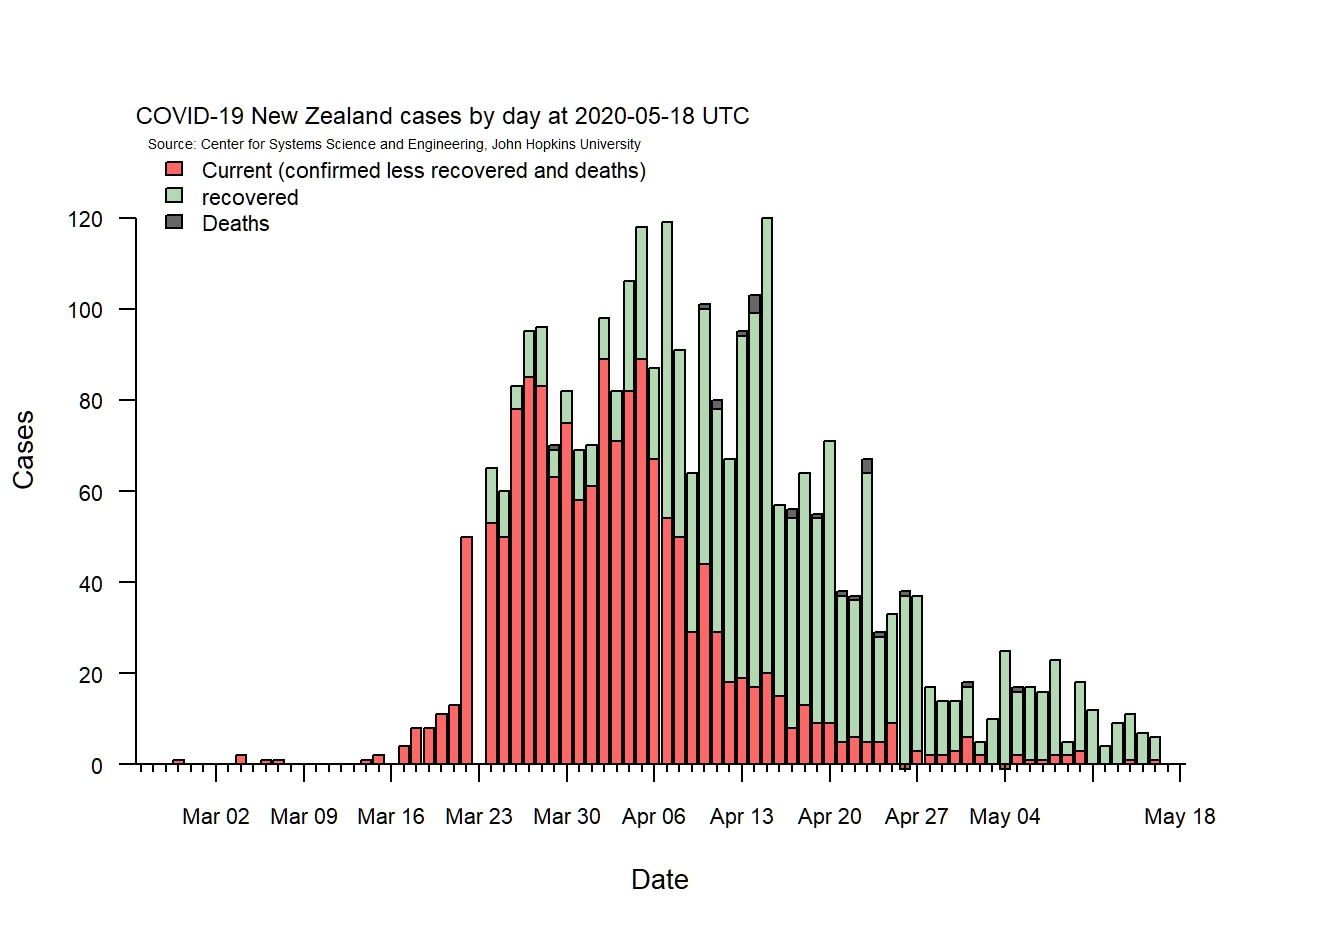 COVID-19 New Zealand cases by day at 2020-05-18 UTC
Source: Center for Systems Science and Engineering, John Hopkins University
Current (confirmed less recovered and deaths)
recovered
Deaths
120
100
80
60
40
20
0
Cases
Mar 02 Mar 09 Mar 16 Mar 23 Mar 30 Apr 06 Apr 13 Apr 20 Apr 27 May 04 May 18
Date